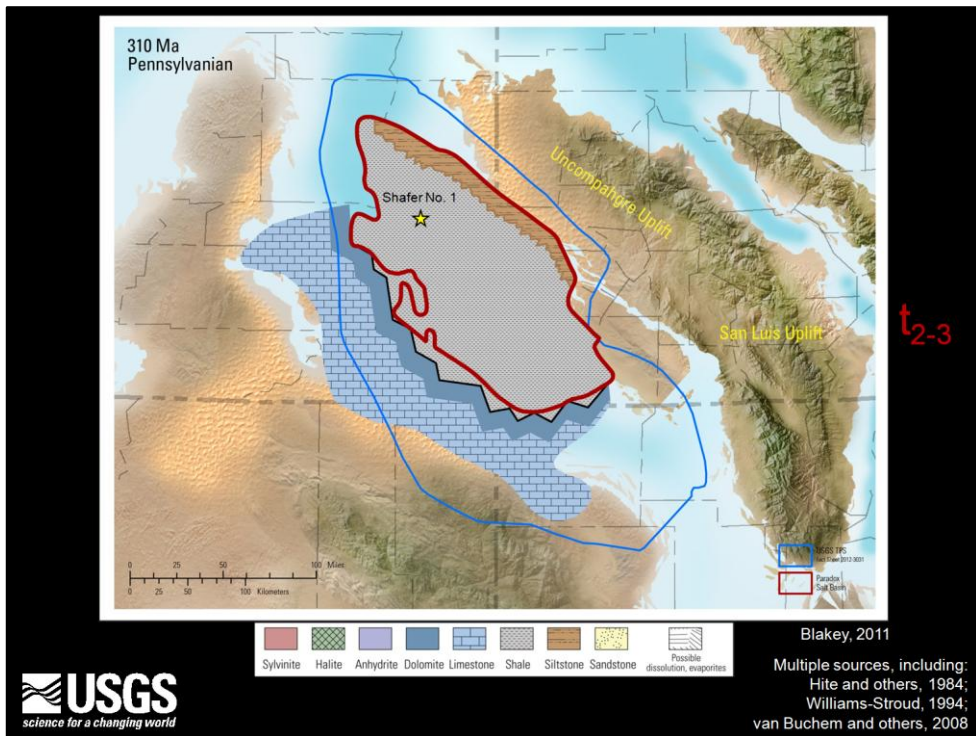 310 Ma
Pennsylvanian
Shafer No. 1
Uncompahgre Uplift
San Luis Uplift
t2-3
0 25 50 100 Miles
0 25 50 100 Kilometers
USGS TPS
Paradox
Salt Basin
Sylvinite
Halite
Anhydrite
Dolomite
Limestone
Shale
Siltstone
Sandstone
Possible
dissolution, evaporites
Blakey, 2011
Multiple sources, including:
Hite and others, 1984;
Williams-Stroud, 1994;
van Buchem and others, 2008
USGS
science for a changing world